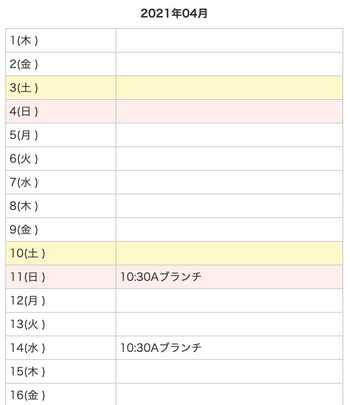 2021年04月
1(木 )
2(金 )
3(土 )
4(日 )
5(月 )
6(火 )
7(水 )
8(木 )
9(金 )
10(土 )
11(日 ) 10:30Aブランチ
12(月 )
13(火 )
14(水 ) 10:30Aブランチ
15(木 )
16(金 )